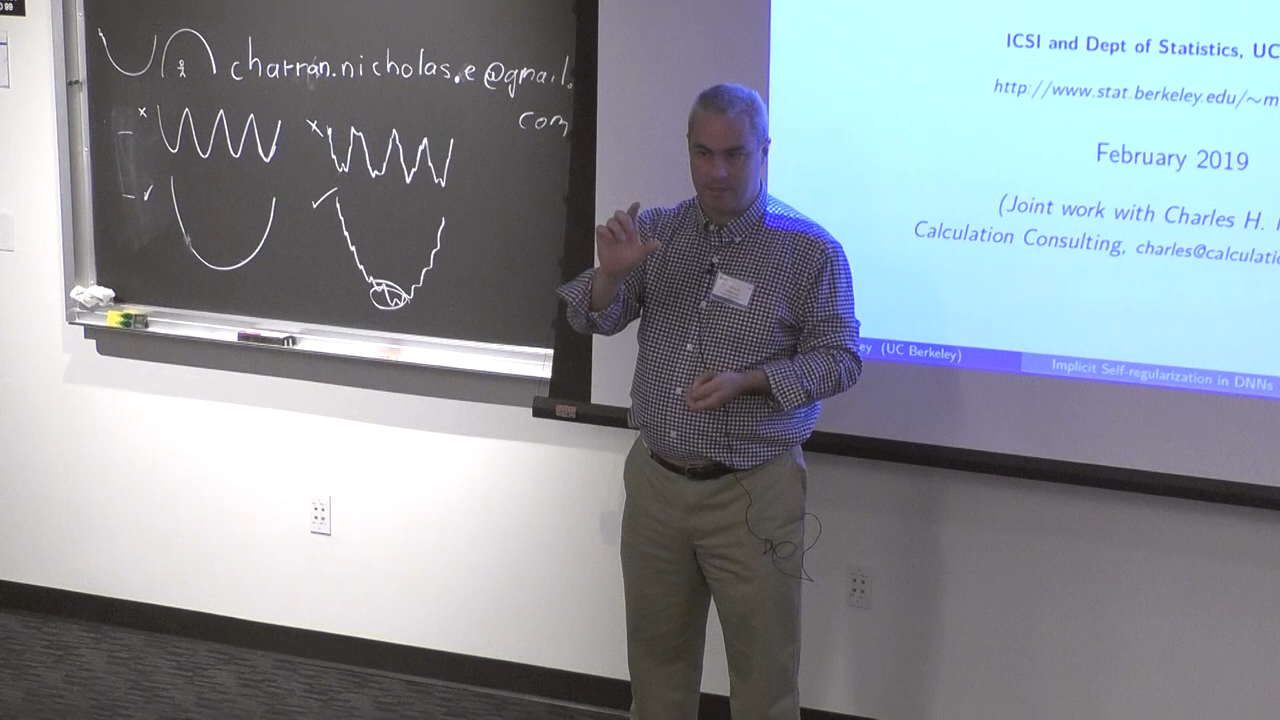 charran.nicholas.e@gmail.
com
x
x
ICSI and Dept of Statistics, UC
http://www.stat.berkeley.edu/~m
February 2019
(Joint work with Charles H.
Calculation Consulting, charles@calculati
ey (UC Berkeley)
Implicit Self-regularization in DNNs